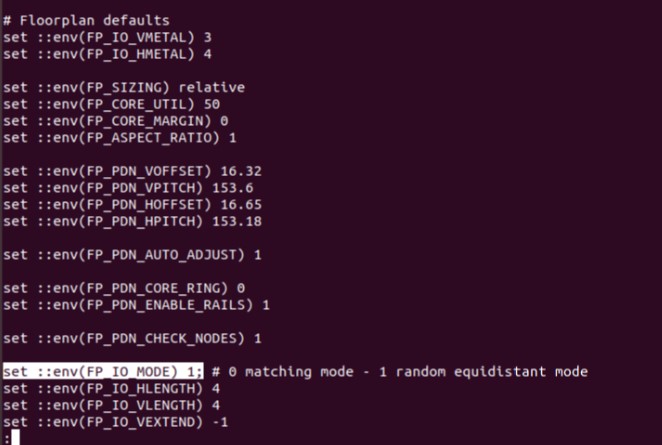 # Floorplan defaults
set ::env(FP_IO_VMETAL) 3
set ::env(FP_IO_HMETAL) 4
set ::env(FP_SIZING) relative
set ::env(FP_CORE_UTIL) 50
set ::env(FP_CORE_MARGIN) 0
set ::env(FP_ASPECT_RATIO) 1
set ::env(FP_PDN_VOFFSET) 16.32
set ::env(FP_PDN_VPITCH) 153.6
set ::env(FP_PDN_HOFFSET) 16.65
set ::env(FP_PDN_HPITCH) 153.18
set ::env(FP_PDN_AUTO_ADJUST) 1
set ::env(FP_PDN_CORE_RING) 0
set ::env(FP_PDN_ENABLE_RAILS) 1
set ::env(FP_PDN_CHECK_NODES) 1
set ::env(FP_IO_MODE) 1; # 0 matching mode - 1 random equidistant mode
set ::env(FP_IO_HLENGTH) 4
set ::env(FP_IO_VLENGTH) 4
set ::env(FP_IO_VEXTEND) -1
: